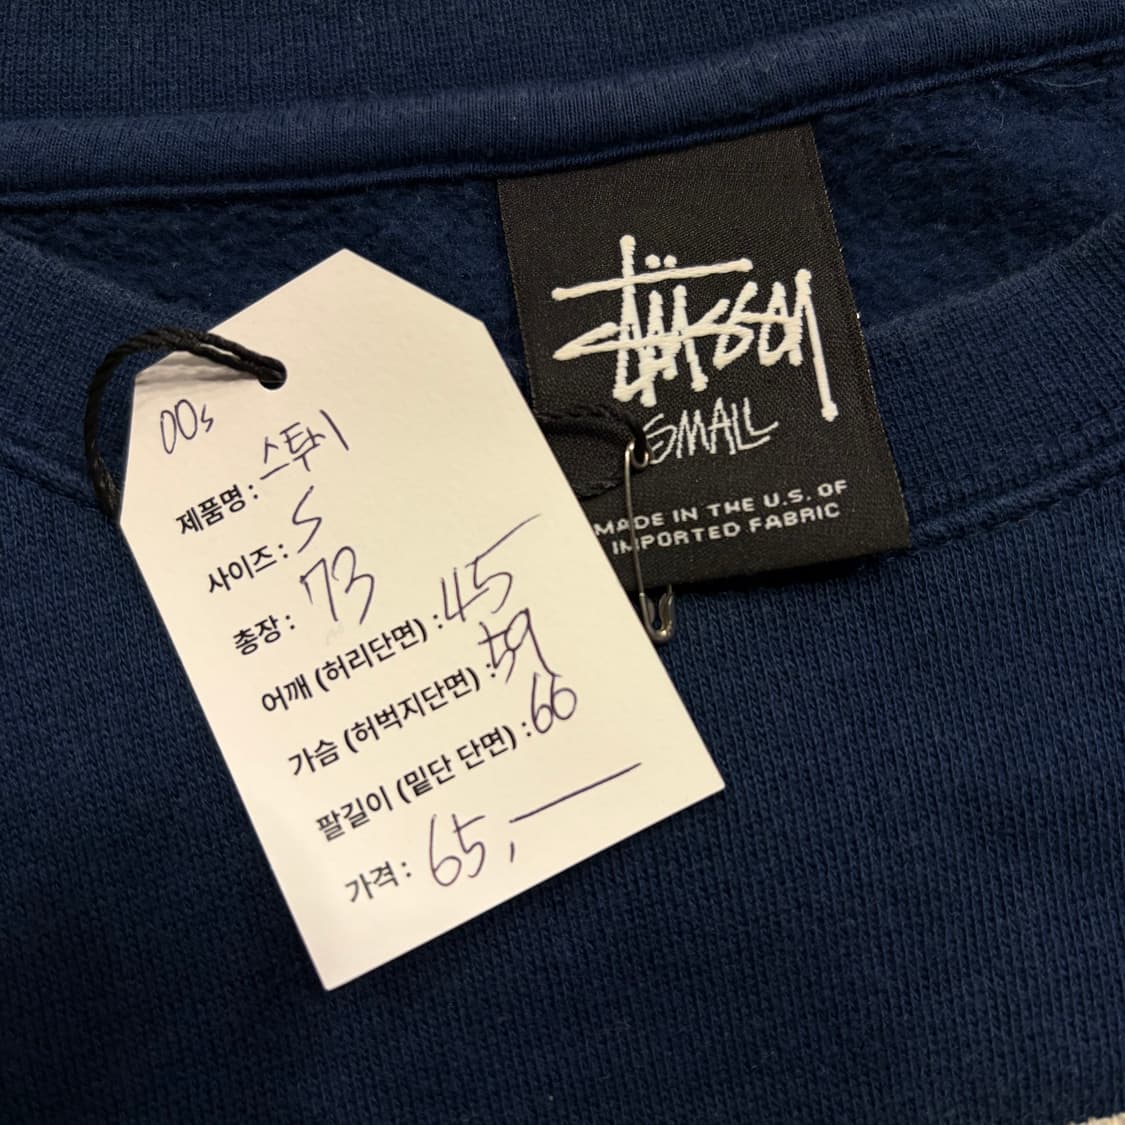 00s
제품명 : 스투시
사이즈 : S
총장 : 73
어깨 (허리단면) : 45
가슴 (허벅지단면) : 59
팔길이 (밑단 단면) : 66
가격 : 65,—
Stüssy
SMALL
MADE IN THE U.S. OF
IMPORTED FABRIC